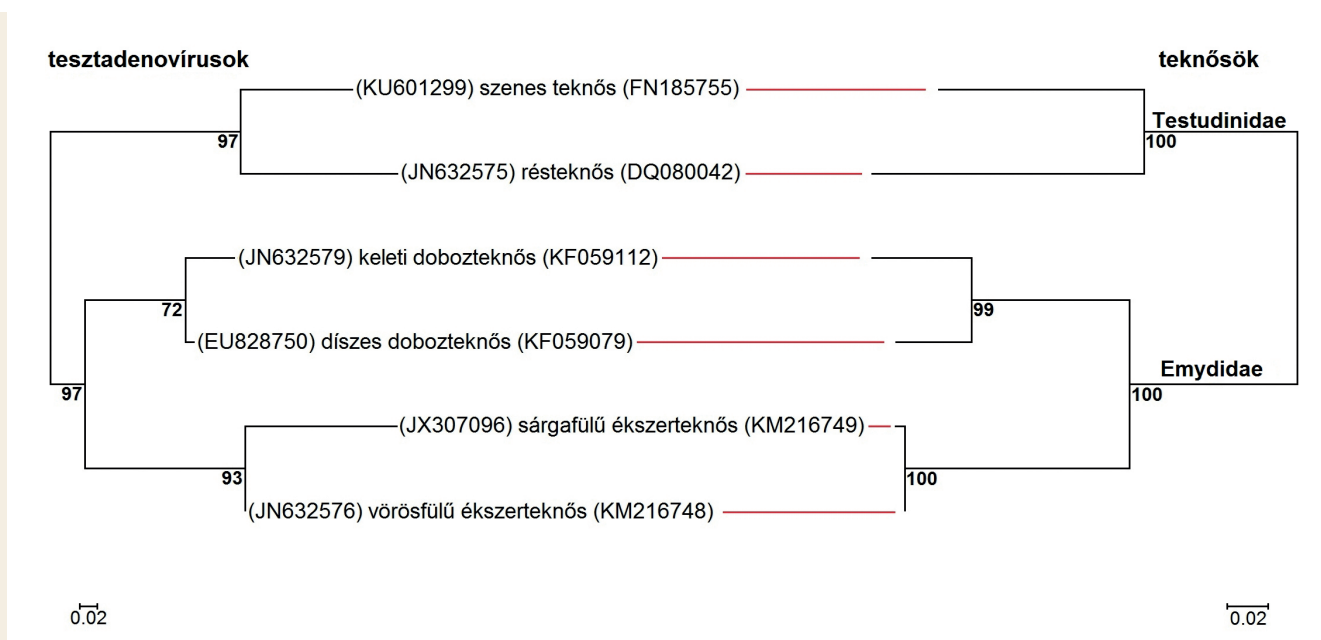 tesztadenovírusok
teknősök
(KU601299) szenes teknős (FN185755)
Testudinidae
97
100
(JN632575) résteknős (DQ080042)
(JN632579) keleti dobozteknős (KF059112)
72
99
(EU828750) díszes dobozteknős (KF059079)
Emydidae
97
100
(JX307096) sárgafülű ékszerteknős (KM216749)
93
100
(JN632576) vörösfülű ékszerteknős (KM216748)
0.02
0.02